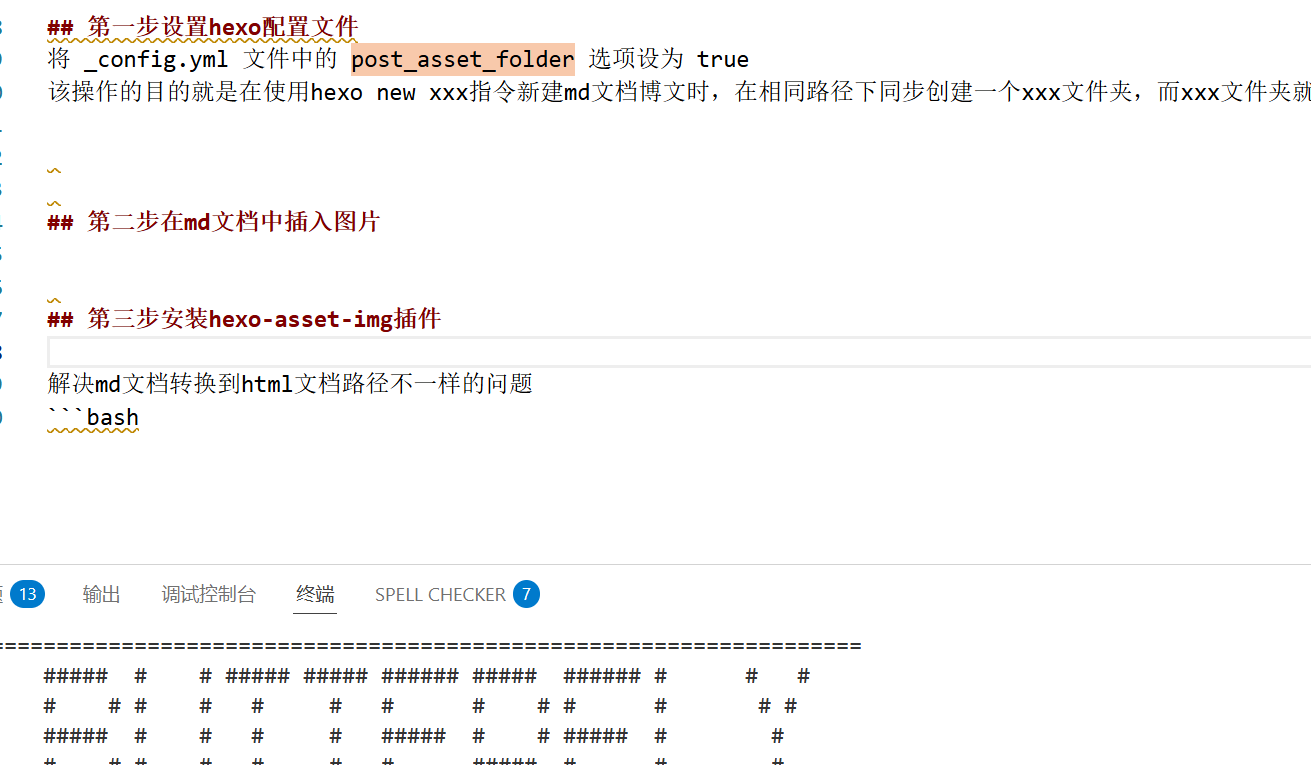 ## 第一步设置hexo配置文件
将 _config.yml 文件中的 post_asset_folder 选项设为 true
该操作的目的就是在使用hexo new xxx指令新建md文档博文时，在相同路径下同步创建一个xxx文件夹，而xxx文件夹就
## 第二步在md文档中插入图片
## 第三步安装hexo-asset-img插件
解决md文档转换到html文档路径不一样的问题
```bash
13 输出 调试控制台 终端 SPELL CHECKER 7